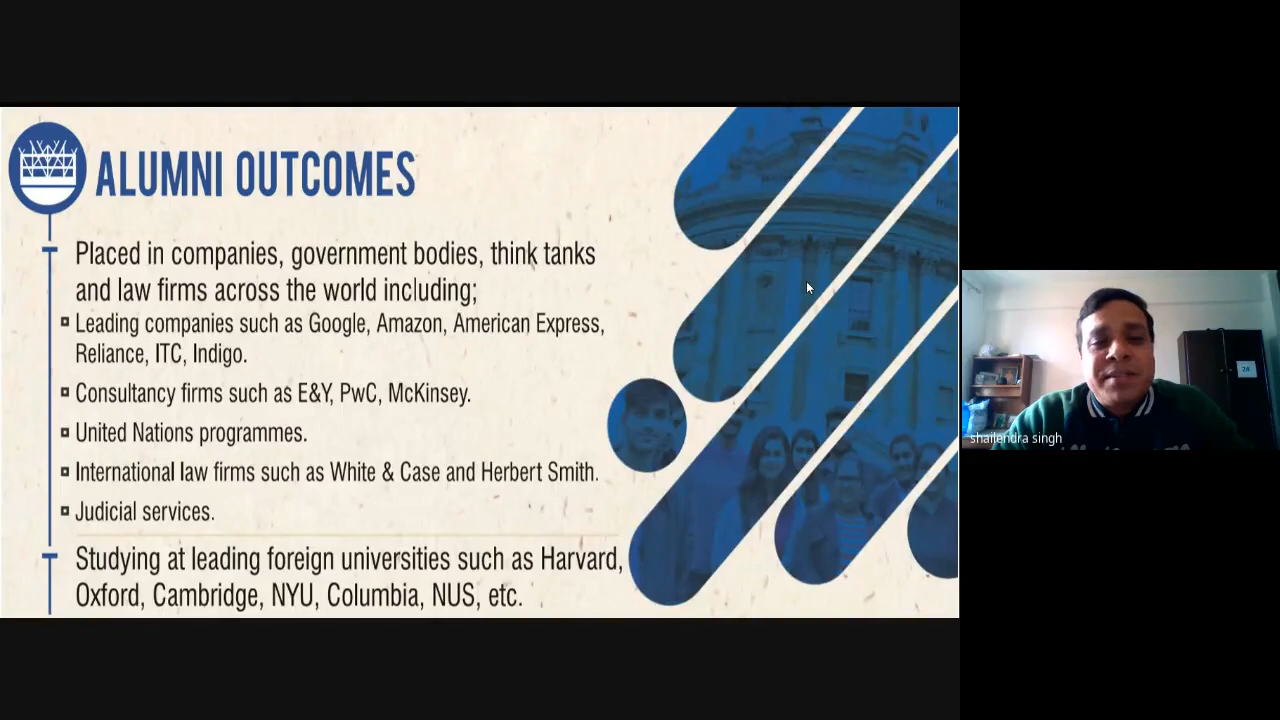 ALUMNI OUTCOMES
Placed in companies, government bodies, think tanks
and law firms across the world including;
Leading companies such as Google, Amazon, American Express,
Reliance, ITC, Indigo.
Consultancy firms such as E&Y, PwC, McKinsey.
United Nations programmes.
International law firms such as White & Case and Herbert Smith.
Judicial services.
Studying at leading foreign universities such as Harvard,
Oxford, Cambridge, NYU, Columbia, NUS, etc.
shailendra singh